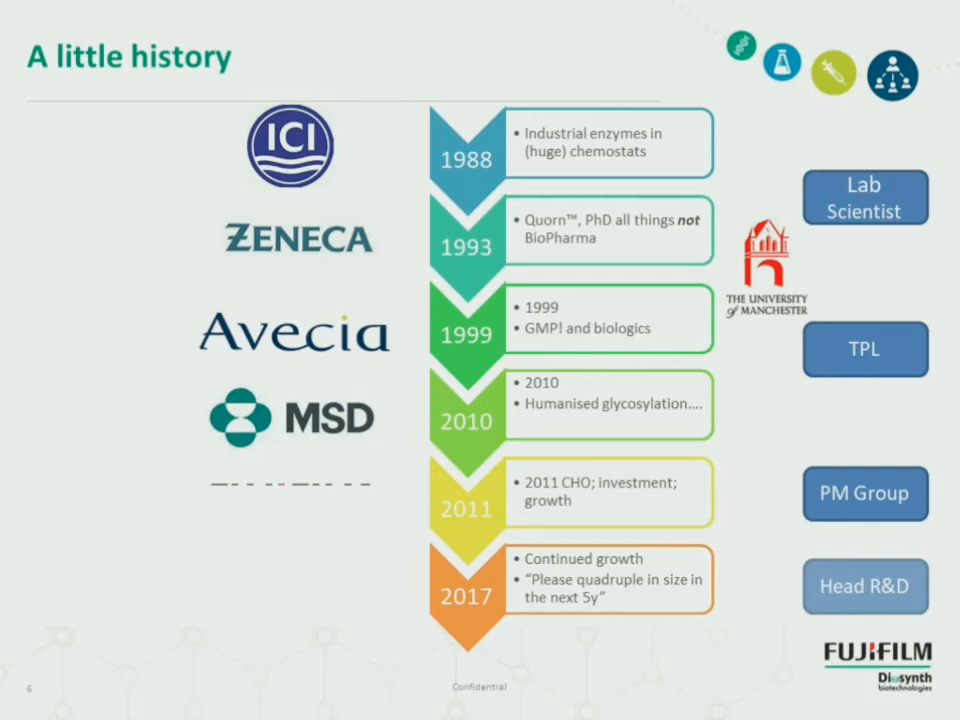 A little history
ICI
1988
• Industrial enzymes in
(huge) chemostats
Lab
Scientist
ZENECA
1993
• Quorn™, PhD all things not
BioPharma
THE UNIVERSITY
of MANCHESTER
Avecia
1999
• 1999
• GMP! and biologics
TPL
MSD
2010
• 2010
• Humanised glycosylation....
2011
• 2011 CHO; investment;
growth
PM Group
2017
• Continued growth
• “Please quadruple in size in
the next 5y”
Head R&D
FUJIFILM
Diosynth
biotechnologies
6
Confidential